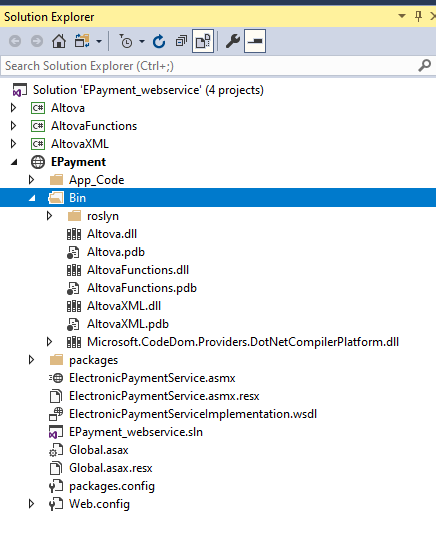 Solution Explorer
Search Solution Explorer (Ctrl+;)
Solution 'EPayment_webservice' (4 projects)
C# Altova
C# AltovaFunctions
C# AltovaXML
EPayment
App_Code
Bin
roslyn
Altova.dll
Altova.pdb
AltovaFunctions.dll
AltovaFunctions.pdb
AltovaXML.dll
AltovaXML.pdb
Microsoft.CodeDom.Providers.DotNetCompilerPlatform.dll
packages
ElectronicPaymentService.asmx
ElectronicPaymentService.asmx.resx
ElectronicPaymentServiceImplementation.wsdl
EPayment_webservice.sln
Global.asax
Global.asax.resx
packages.config
Web.config